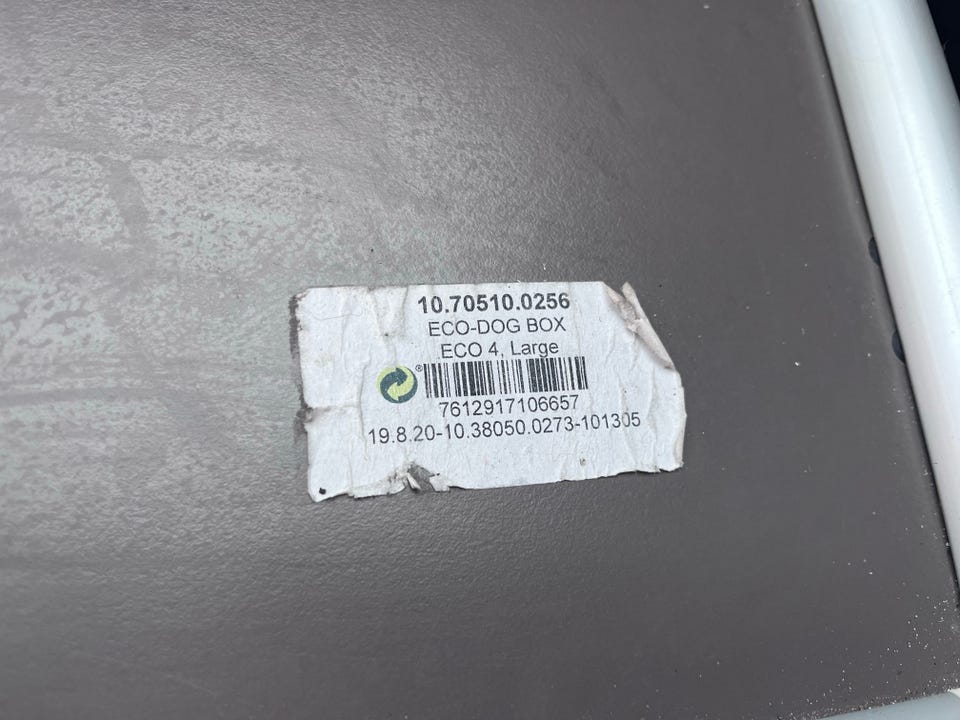 10.70510.0256
ECO-DOG BOX
ECO 4, Large
®
7612917106657
19.8.20-10.38050.0273-101305